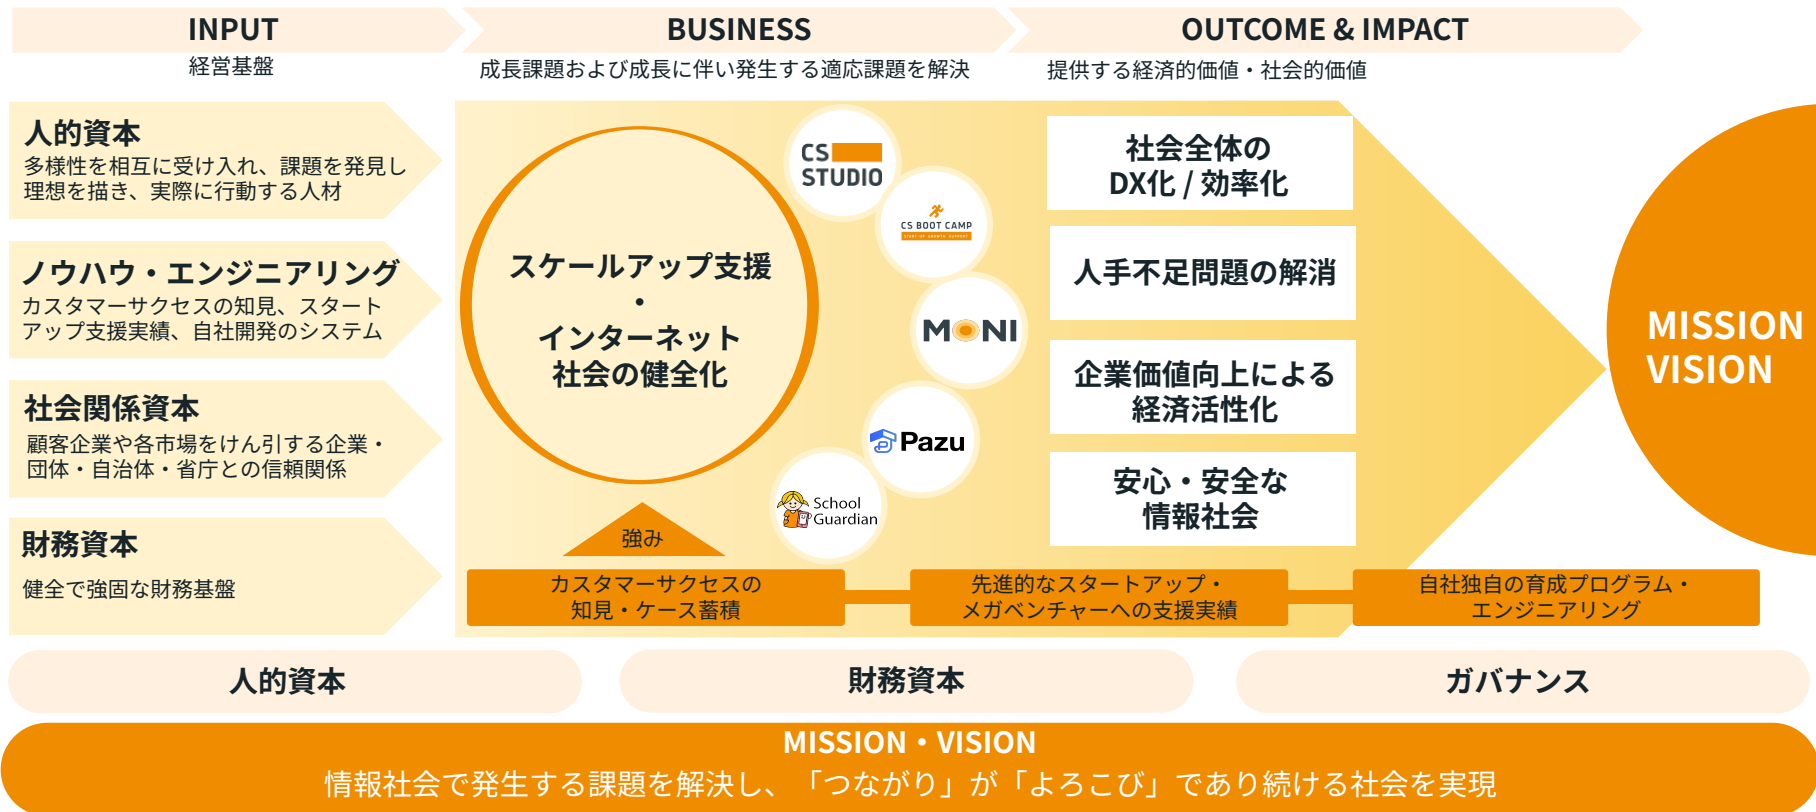 INPUT
経営基盤
BUSINESS
成長課題および成長に伴い発生する適応課題を解決
OUTCOME & IMPACT
提供する経済的価値・社会的価値
人的資本
多様性を相互に受け入れ、課題を発見し
理想を描き、実際に行動する人材
ノウハウ・エンジニアリング
カスタマーサクセスの知見、スタート
アップ支援実績、自社開発のシステム
社会関係資本
顧客企業や各市場をけん引する企業・
団体・自治体・省庁との信頼関係
財務資本
健全で強固な財務基盤
スケールアップ支援
・
インターネット
社会の健全化
CS
STUDIO
CS BOOT CAMP
START UP GROWTH SUPPORT
MONI
Pazu
School
Guardian
社会全体の
DX化 / 効率化
人手不足問題の解消
企業価値向上による
経済活性化
安心・安全な
情報社会
MISSION
VISION
強み
カスタマーサクセスの
知見・ケース蓄積
先進的なスタートアップ・
メガベンチャーへの支援実績
自社独自の育成プログラム・
エンジニアリング
人的資本
財務資本
ガバナンス
MISSION・VISION
情報社会で発生する課題を解決し、「つながり」が「よろこび」であり続ける社会を実現